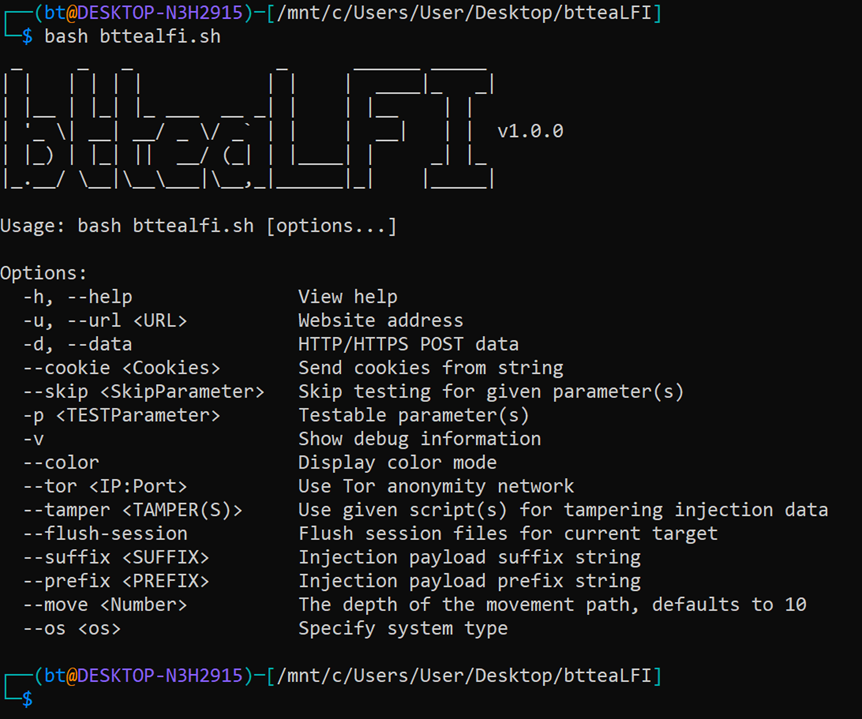 ┌──(bt@DESKTOP-N3H2915)-[/mnt/c/Users/User/Desktop/btteaLFI]
└─$ bash bttealfi.sh
btteaLFI v1.0.0
Usage: bash bttealfi.sh [options...]
Options:
-h, --help View help
-u, --url <URL> Website address
-d, --data HTTP/HTTPS POST data
--cookie <Cookies> Send cookies from string
--skip <SkipParameter> Skip testing for given parameter(s)
-p <TESTParameter> Testable parameter(s)
-v Show debug information
--color Display color mode
--tor <IP:Port> Use Tor anonymity network
--tamper <TAMPER(S)> Use given script(s) for tampering injection data
--flush-session Flush session files for current target
--suffix <SUFFIX> Injection payload suffix string
--prefix <PREFIX> Injection payload prefix string
--move <Number> The depth of the movement path, defaults to 10
--os <os> Specify system type
┌──(bt@DESKTOP-N3H2915)-[/mnt/c/Users/User/Desktop/btteaLFI]
└─$